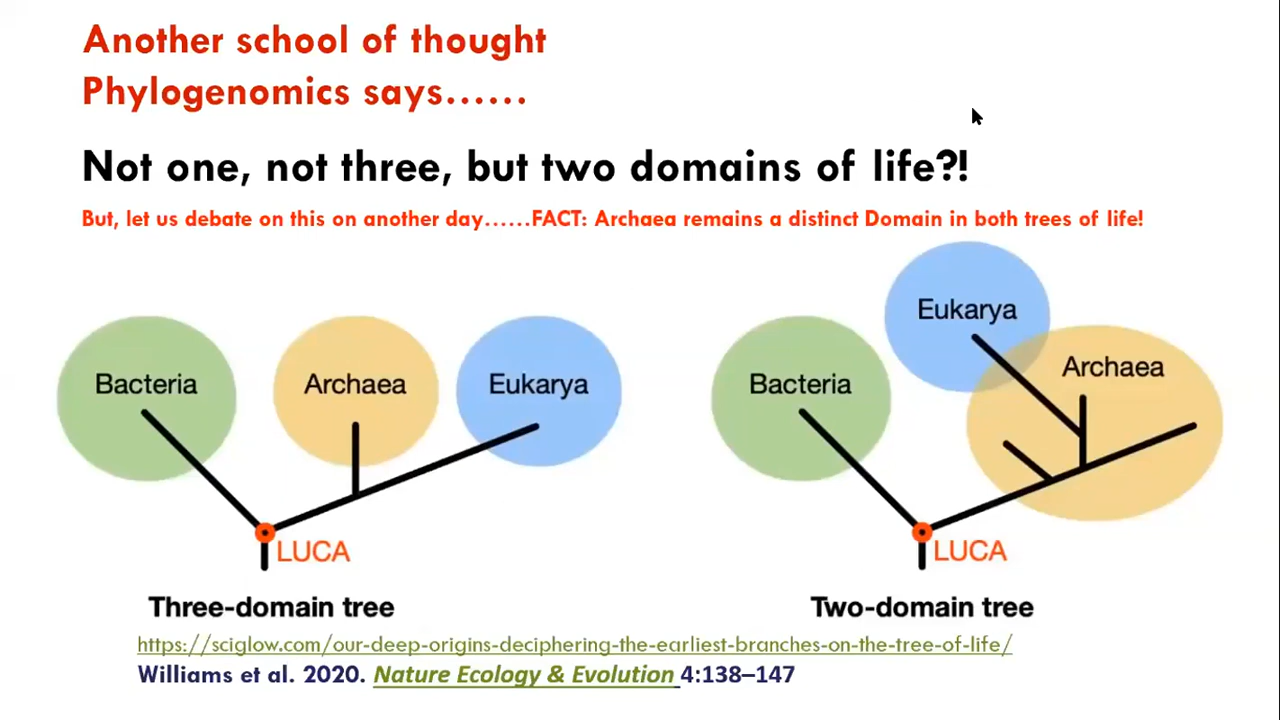 Another school of thought
Phylogenomics says......
Not one, not three, but two domains of life?!
But, let us debate on this on another day......FACT: Archaea remains a distinct Domain in both trees of life!
Bacteria
Archaea
Eukarya
LUCA
Three-domain tree
Eukarya
Bacteria
Archaea
LUCA
Two-domain tree
https://sciglow.com/our-deep-origins-deciphering-the-earliest-branches-on-the-tree-of-life/
Williams et al. 2020. Nature Ecology & Evolution 4:138–147